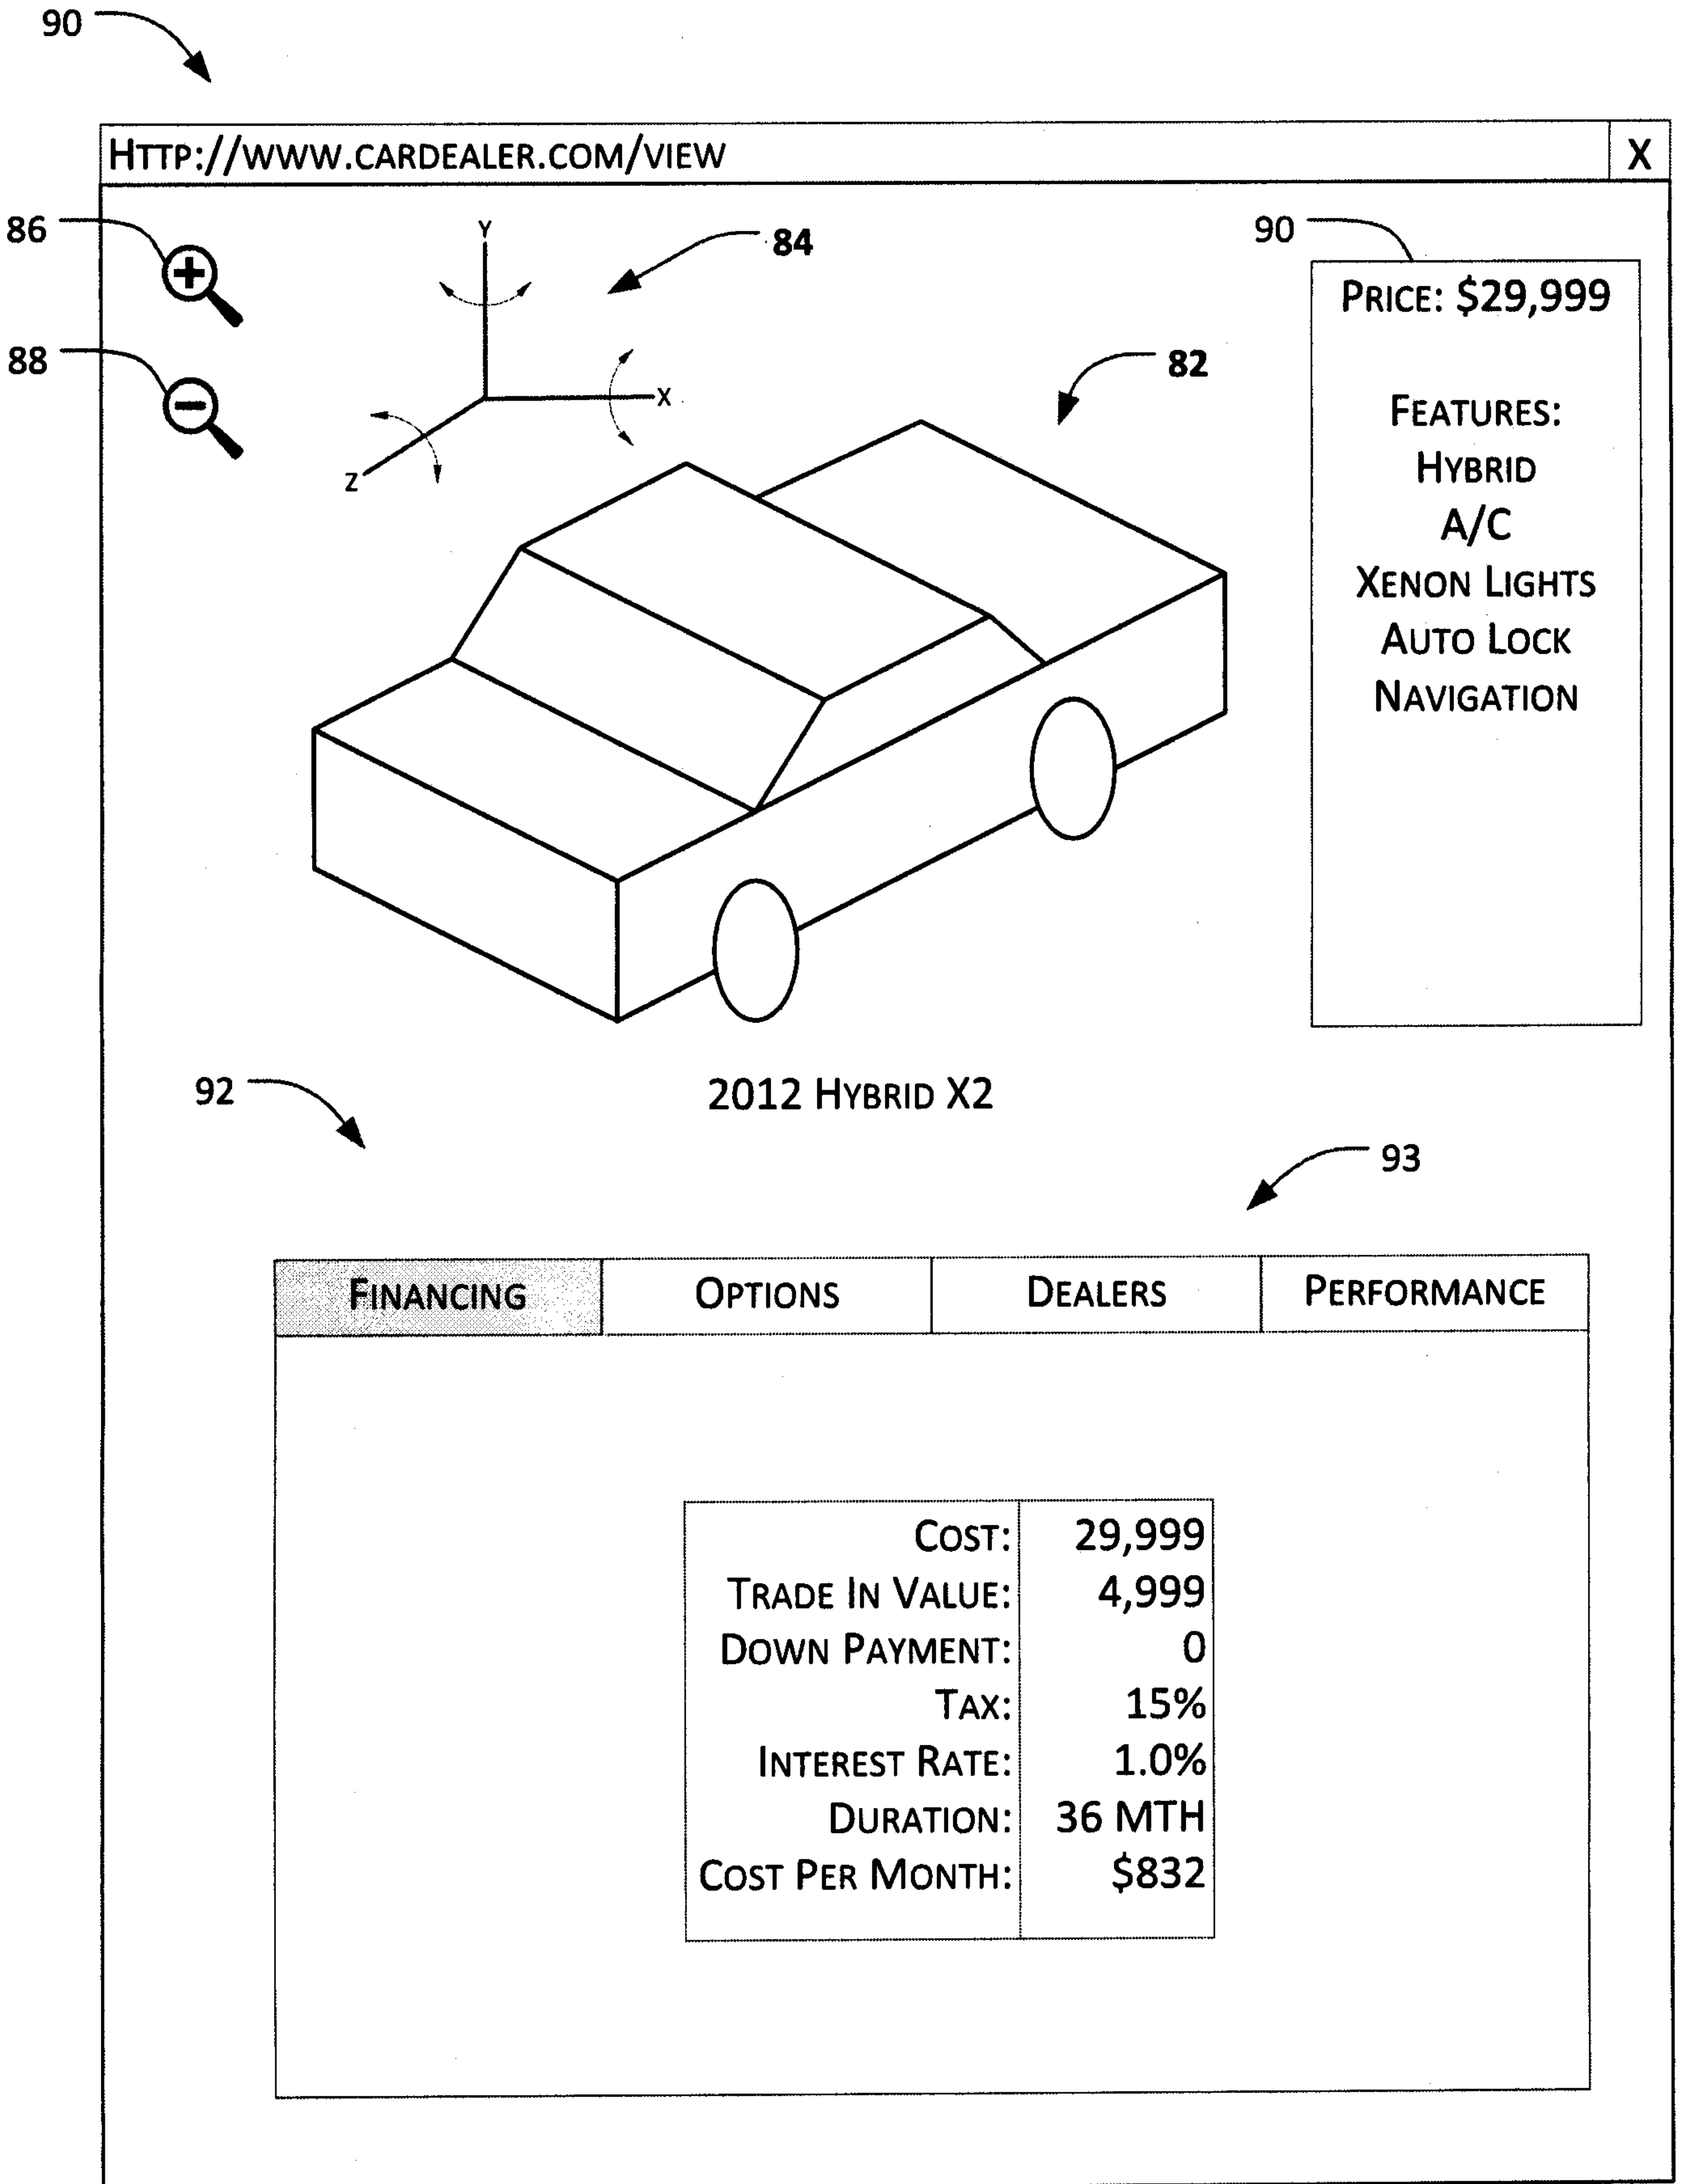 90
HTTP://WWW.CARDEALER.COM/VIEW X
86
Y
84
90
PRICE: $29,999
88
X
82
Z
FEATURES:
HYBRID
A/C
XENON LIGHTS
AUTO LOCK
NAVIGATION
92
2012 HYBRID X2
93
FINANCING OPTIONS DEALERS PERFORMANCE
COST: 29,999
TRADE IN VALUE: 4,999
DOWN PAYMENT: 0
TAX: 15%
INTEREST RATE: 1.0%
DURATION: 36 MTH
COST PER MONTH: $832